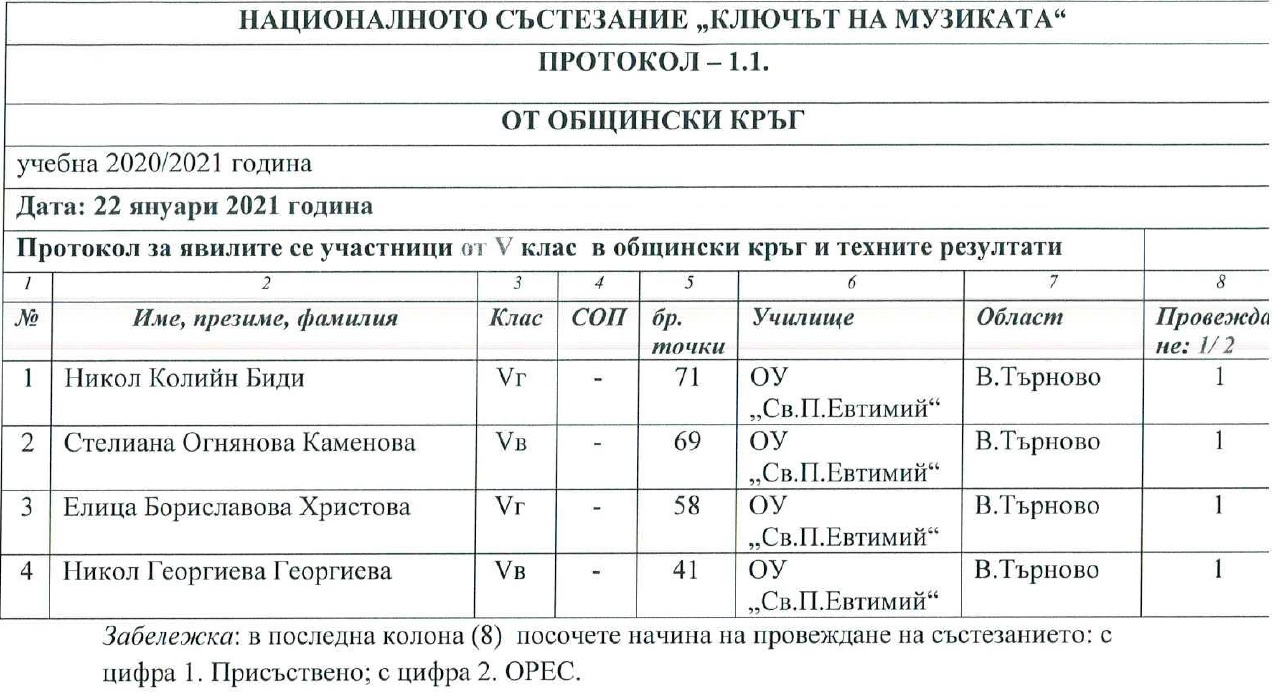 НАЦИОНАЛНОТО СЪСТЕЗАНИЕ „КЛЮЧЪТ НА МУЗИКАТА“
ПРОТОКОЛ – 1.1.
ОТ ОБЩИНСКИ КРЪГ
учебна 2020/2021 година
Дата: 22 януари 2021 година
Протокол за явилите се участници от V клас в общински кръг и техните резултати
1 2 3 4 5 6 7 8
№ Име, презиме, фамилия Клас СОП бр. Училище Област Провежда
точки не: 1/ 2
1 Никол Колийн Биди Vг - 71 ОУ В.Търново 1
„Св.П.Евтимий“
2 Стелиана Огнянова Каменова Vв - 69 ОУ В.Търново 1
„Св.П.Евтимий“
3 Елица Бориславова Христова Vг - 58 ОУ В.Търново 1
„Св.П.Евтимий“
4 Никол Георгиева Георгиева Vв - 41 ОУ В.Търново 1
„Св.П.Евтимий“
Забележка: в последна колона (8) посочете начина на провеждане на състезанието: с
цифра 1. Присъствено; с цифра 2. ОРЕС.